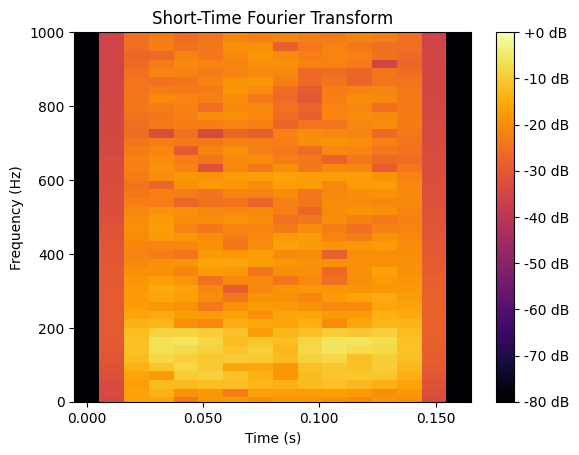 Short-Time Fourier Transform
1000
800
600
400
200
0
Frequency (Hz)
0.000
0.050
0.100
0.150
Time (s)
+0 dB
-10 dB
-20 dB
-30 dB
-40 dB
-50 dB
-60 dB
-70 dB
-80 dB